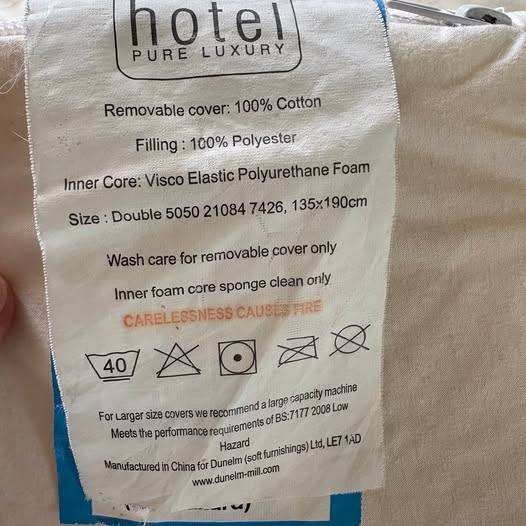 hotel
PURE LUXURY
Removable cover: 100% Cotton
Filling : 100% Polyester
Inner Core: Visco Elastic Polyurethane Foam
Size : Double 5050 21084 7426, 135x190cm
Wash care for removable cover only
Inner foam core sponge clean only
CARELESSNESS CAUSES FIRE
40
For Larger size covers we recommend a large capacity machine
Meets the performance requirements of BS:7177 2008 Low
Hazard
Manufactured in China for Dunelm (soft furnishings) Ltd, LE7 1AD
www.dunelm-mill.com